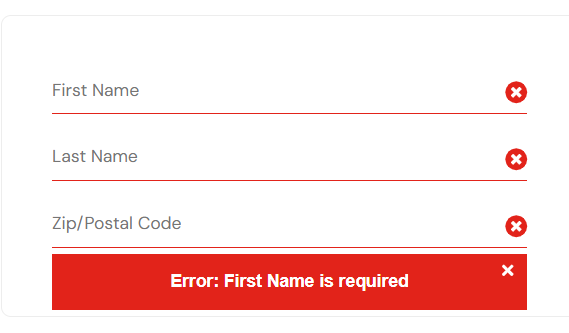 First Name
Last Name
Zip/Postal Code
Error: First Name is required